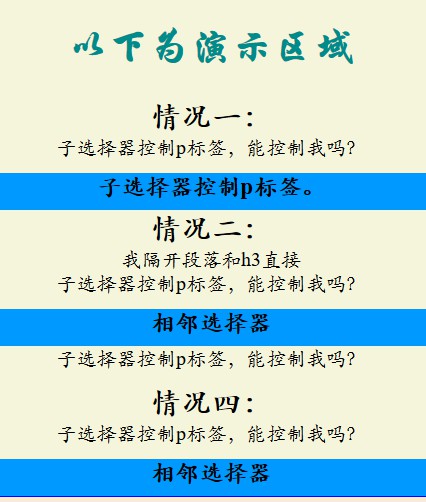 以下为演示区域
情况一：
子选择器控制p标签，能控制我吗？
子选择器控制p标签。
情况二：
我隔开段落和h3直接
子选择器控制p标签，能控制我吗？
相邻选择器
子选择器控制p标签，能控制我吗？
情况四：
子选择器控制p标签，能控制我吗？
相邻选择器